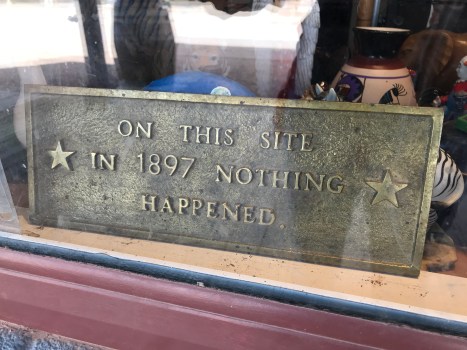 ON THIS SITE
IN 1897 NOTHING
HAPPENED.